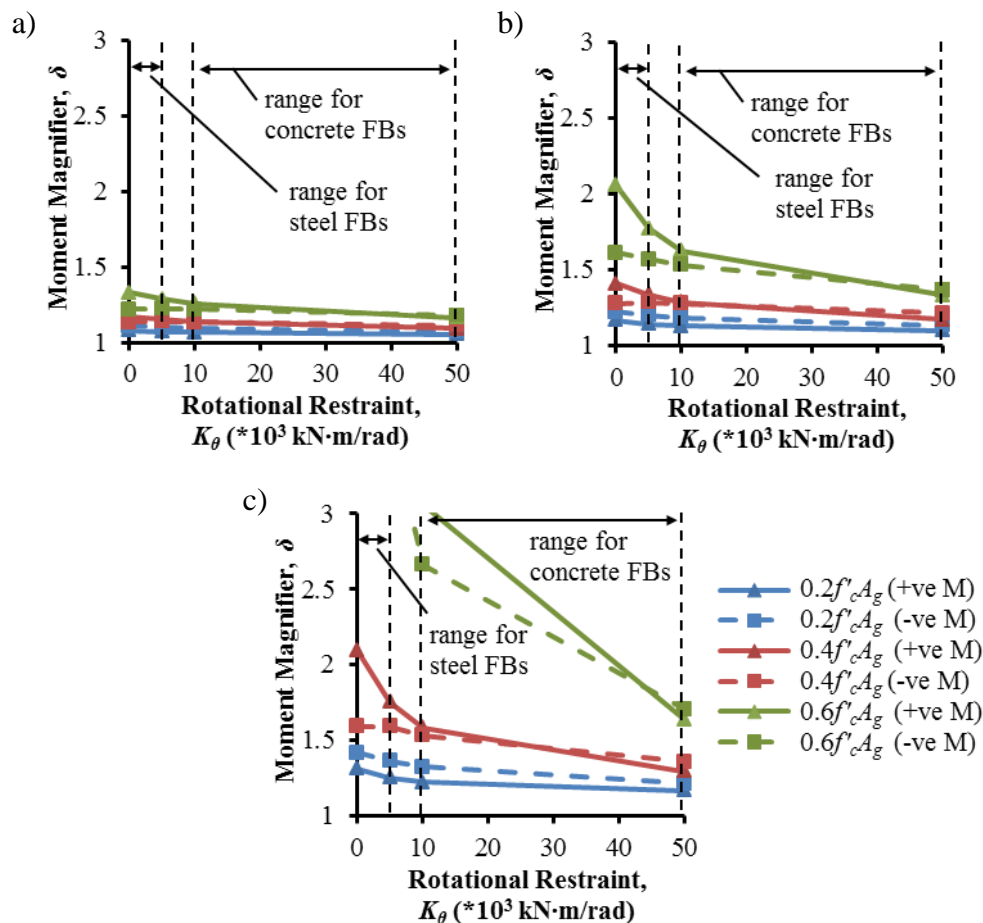 a)
3
2.5
2
1.5
1
Moment Magnifier, δ
range for
concrete FBs
range for
steel FBs
0 10 20 30 40 50
Rotational Restraint,
Kθ (*10³ kN·m/rad)
b)
3
2.5
2
1.5
1
Moment Magnifier, δ
range for
concrete FBs
range for
steel FBs
0 10 20 30 40 50
Rotational Restraint,
Kθ (*10³ kN·m/rad)
c)
3
2.5
2
1.5
1
Moment Magnifier, δ
range for
concrete FBs
range for
steel FBs
0 10 20 30 40 50
Rotational Restraint,
Kθ (*10³ kN·m/rad)
0.2f'cAg (+ve M)
0.2f'cAg (-ve M)
0.4f'cAg (+ve M)
0.4f'cAg (-ve M)
0.6f'cAg (+ve M)
0.6f'cAg (-ve M)